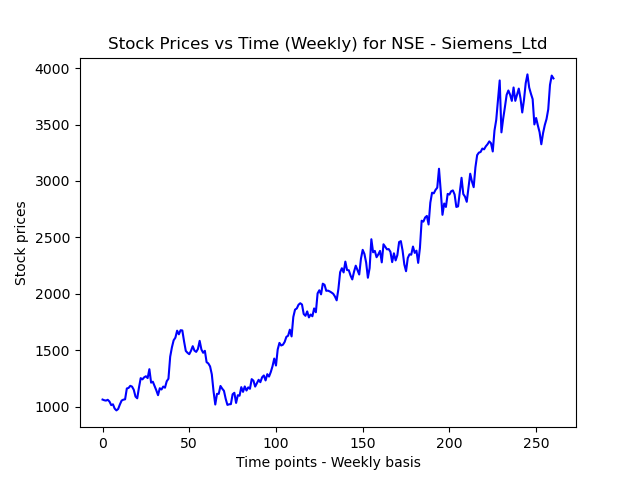 Stock Prices vs Time (Weekly) for NSE - Siemens_Ltd
4000
3500
3000
2500
2000
1500
1000
Stock prices
0 50 100 150 200 250
Time points - Weekly basis